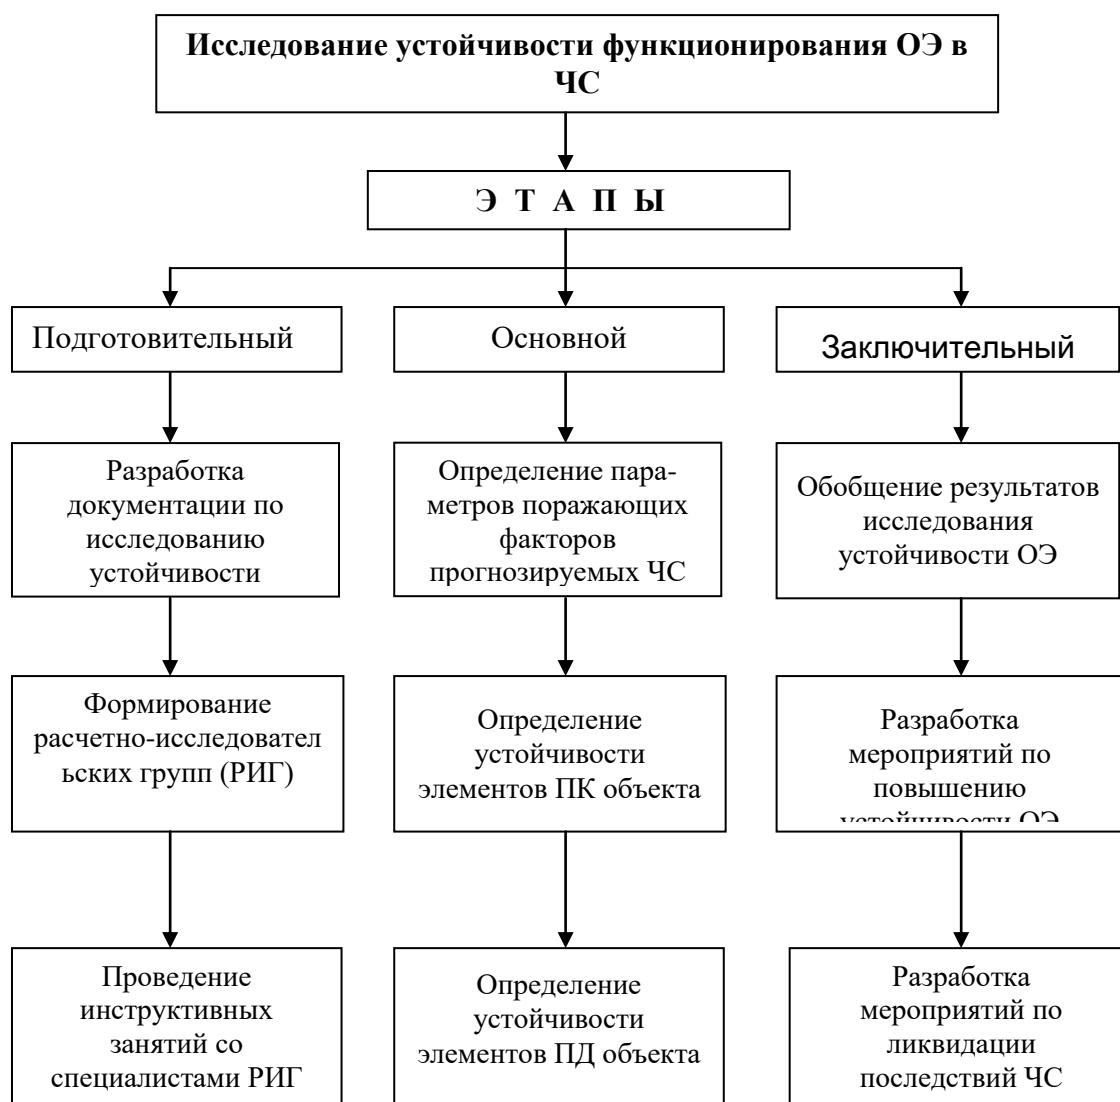 Исследование устойчивости функционирования ОЭ в
ЧС
Э Т А П Ы
Подготовительный
Основной
Заключительный
Разработка
документации по
исследованию
устойчивости
Определение пара-
метров поражающих
факторов
прогнозируемых ЧС
Обобщение результатов
исследования
устойчивости ОЭ
Формирование
расчетно-исследовател
ьских групп (РИГ)
Определение
устойчивости
элементов ПК объекта
Разработка
мероприятий по
повышению
устойчивости ОЭ
Проведение
инструктивных
занятий со
специалистами РИГ
Определение
устойчивости
элементов ПД объекта
Разработка
мероприятий по
ликвидации
последствий ЧС